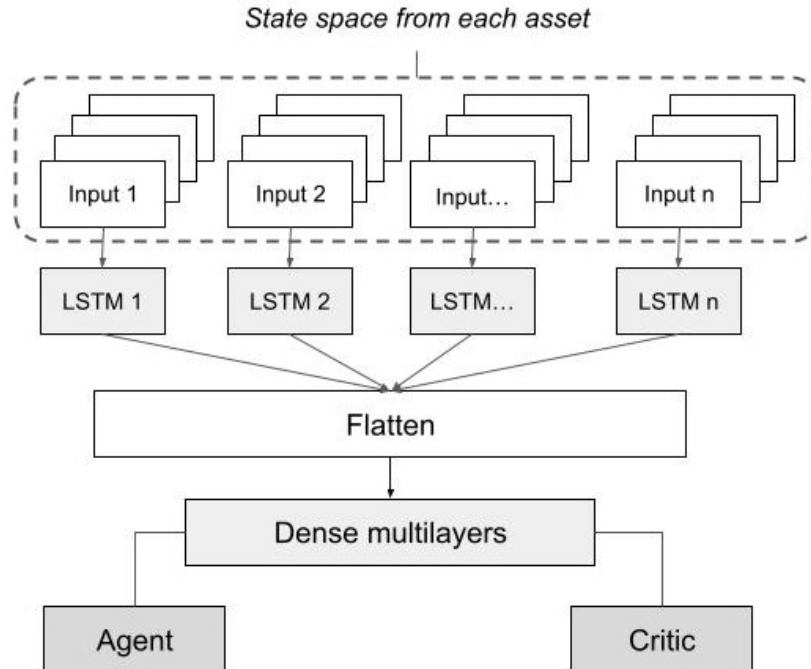 State space from each asset
Input 1
Input 2
Input...
Input n
LSTM 1
LSTM 2
LSTM...
LSTM n
Flatten
Dense multilayers
Agent
Critic